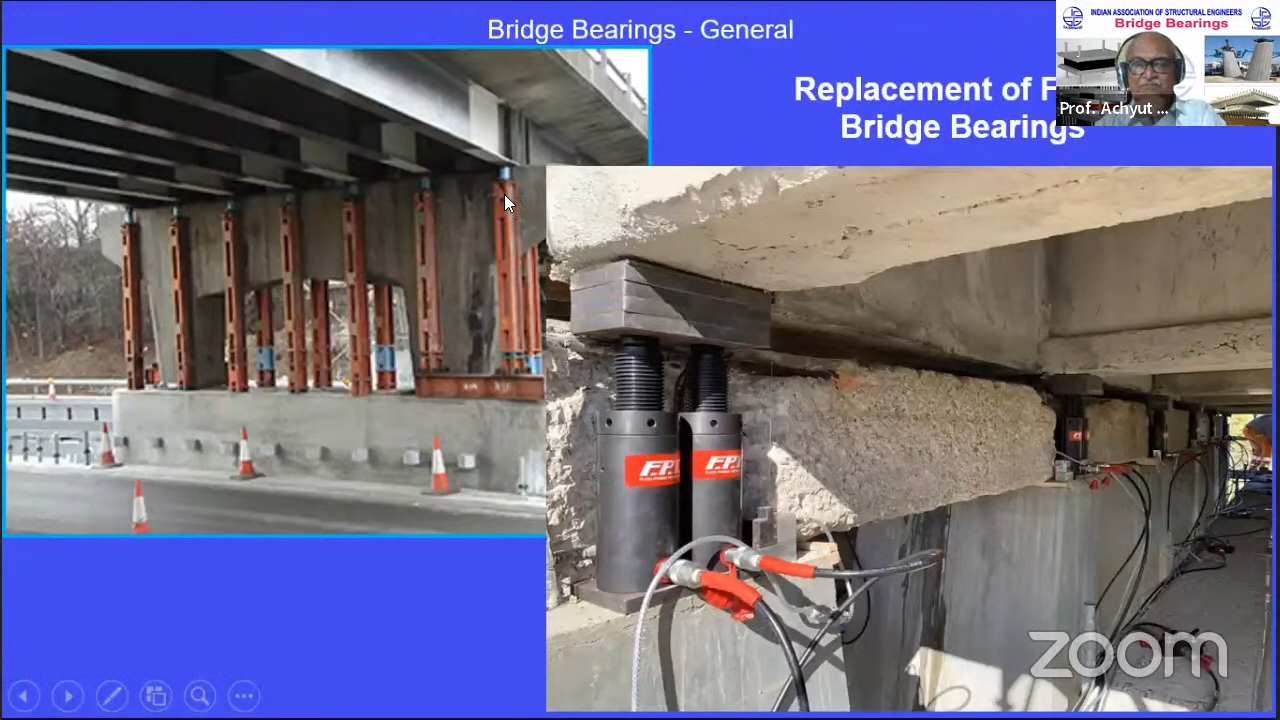 Bridge Bearings - General
INDIAN ASSOCIATION OF STRUCTURAL ENGINEERS
Bridge Bearings
Prof. Achyut ...
Replacement of F
Bridge Bearings
F.P.
F.P.
zoom